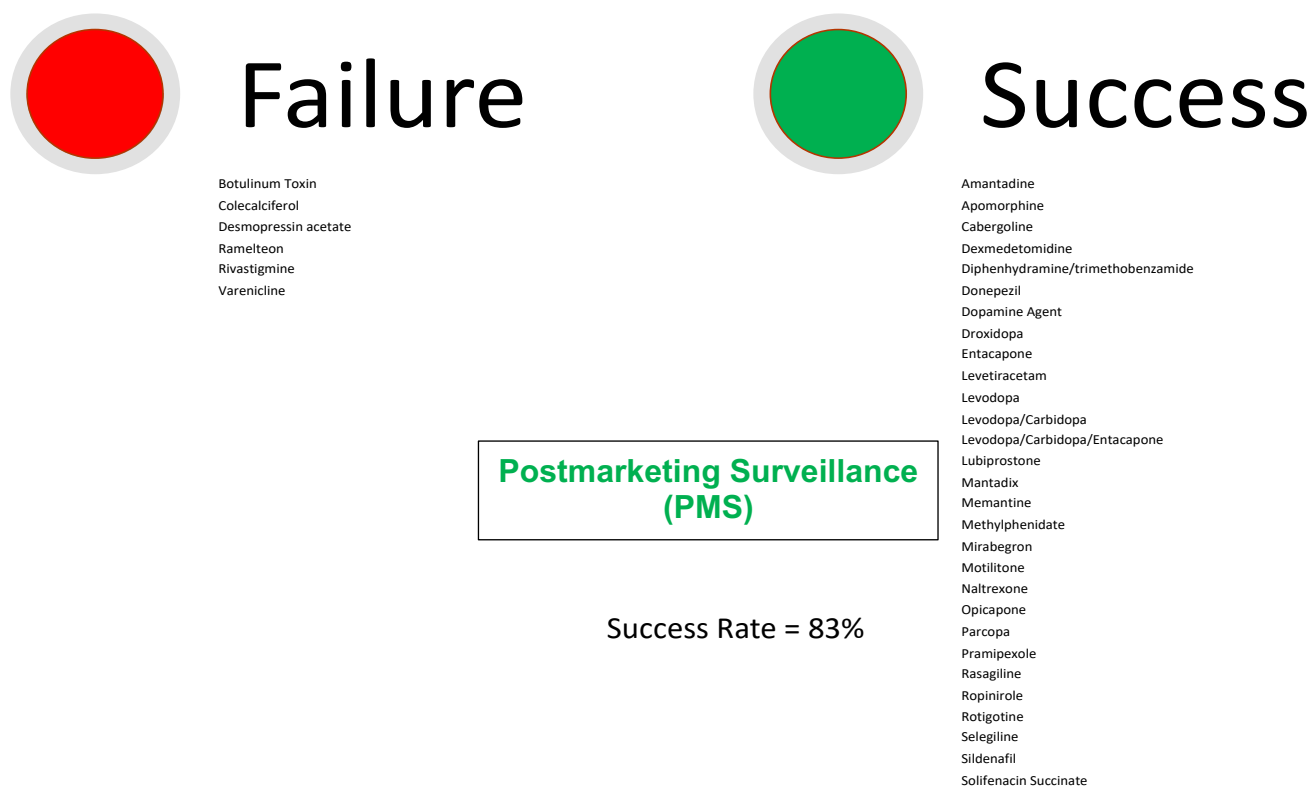 Failure
Botulinum Toxin
Colecalciferol
Desmopressin acetate
Ramelteon
Rivastigmine
Varenicline
Success
Amantadine
Apomorphine
Cabergoline
Dexmedetomidine
Diphenhydramine/trimethobenzamide
Donepezil
Dopamine Agent
Droxidopa
Entacapone
Levetiracetam
Levodopa
Levodopa/Carbidopa
Levodopa/Carbidopa/Entacapone
Lubiprostone
Mantadix
Memantine
Methylphenidate
Mirabegron
Motilitone
Naltrexone
Opicapone
Parcopa
Pramipexole
Rasagiline
Ropinirole
Rotigotine
Selegiline
Sildenafil
Solifenacin Succinate
Postmarketing Surveillance
(PMS)
Success Rate = 83%